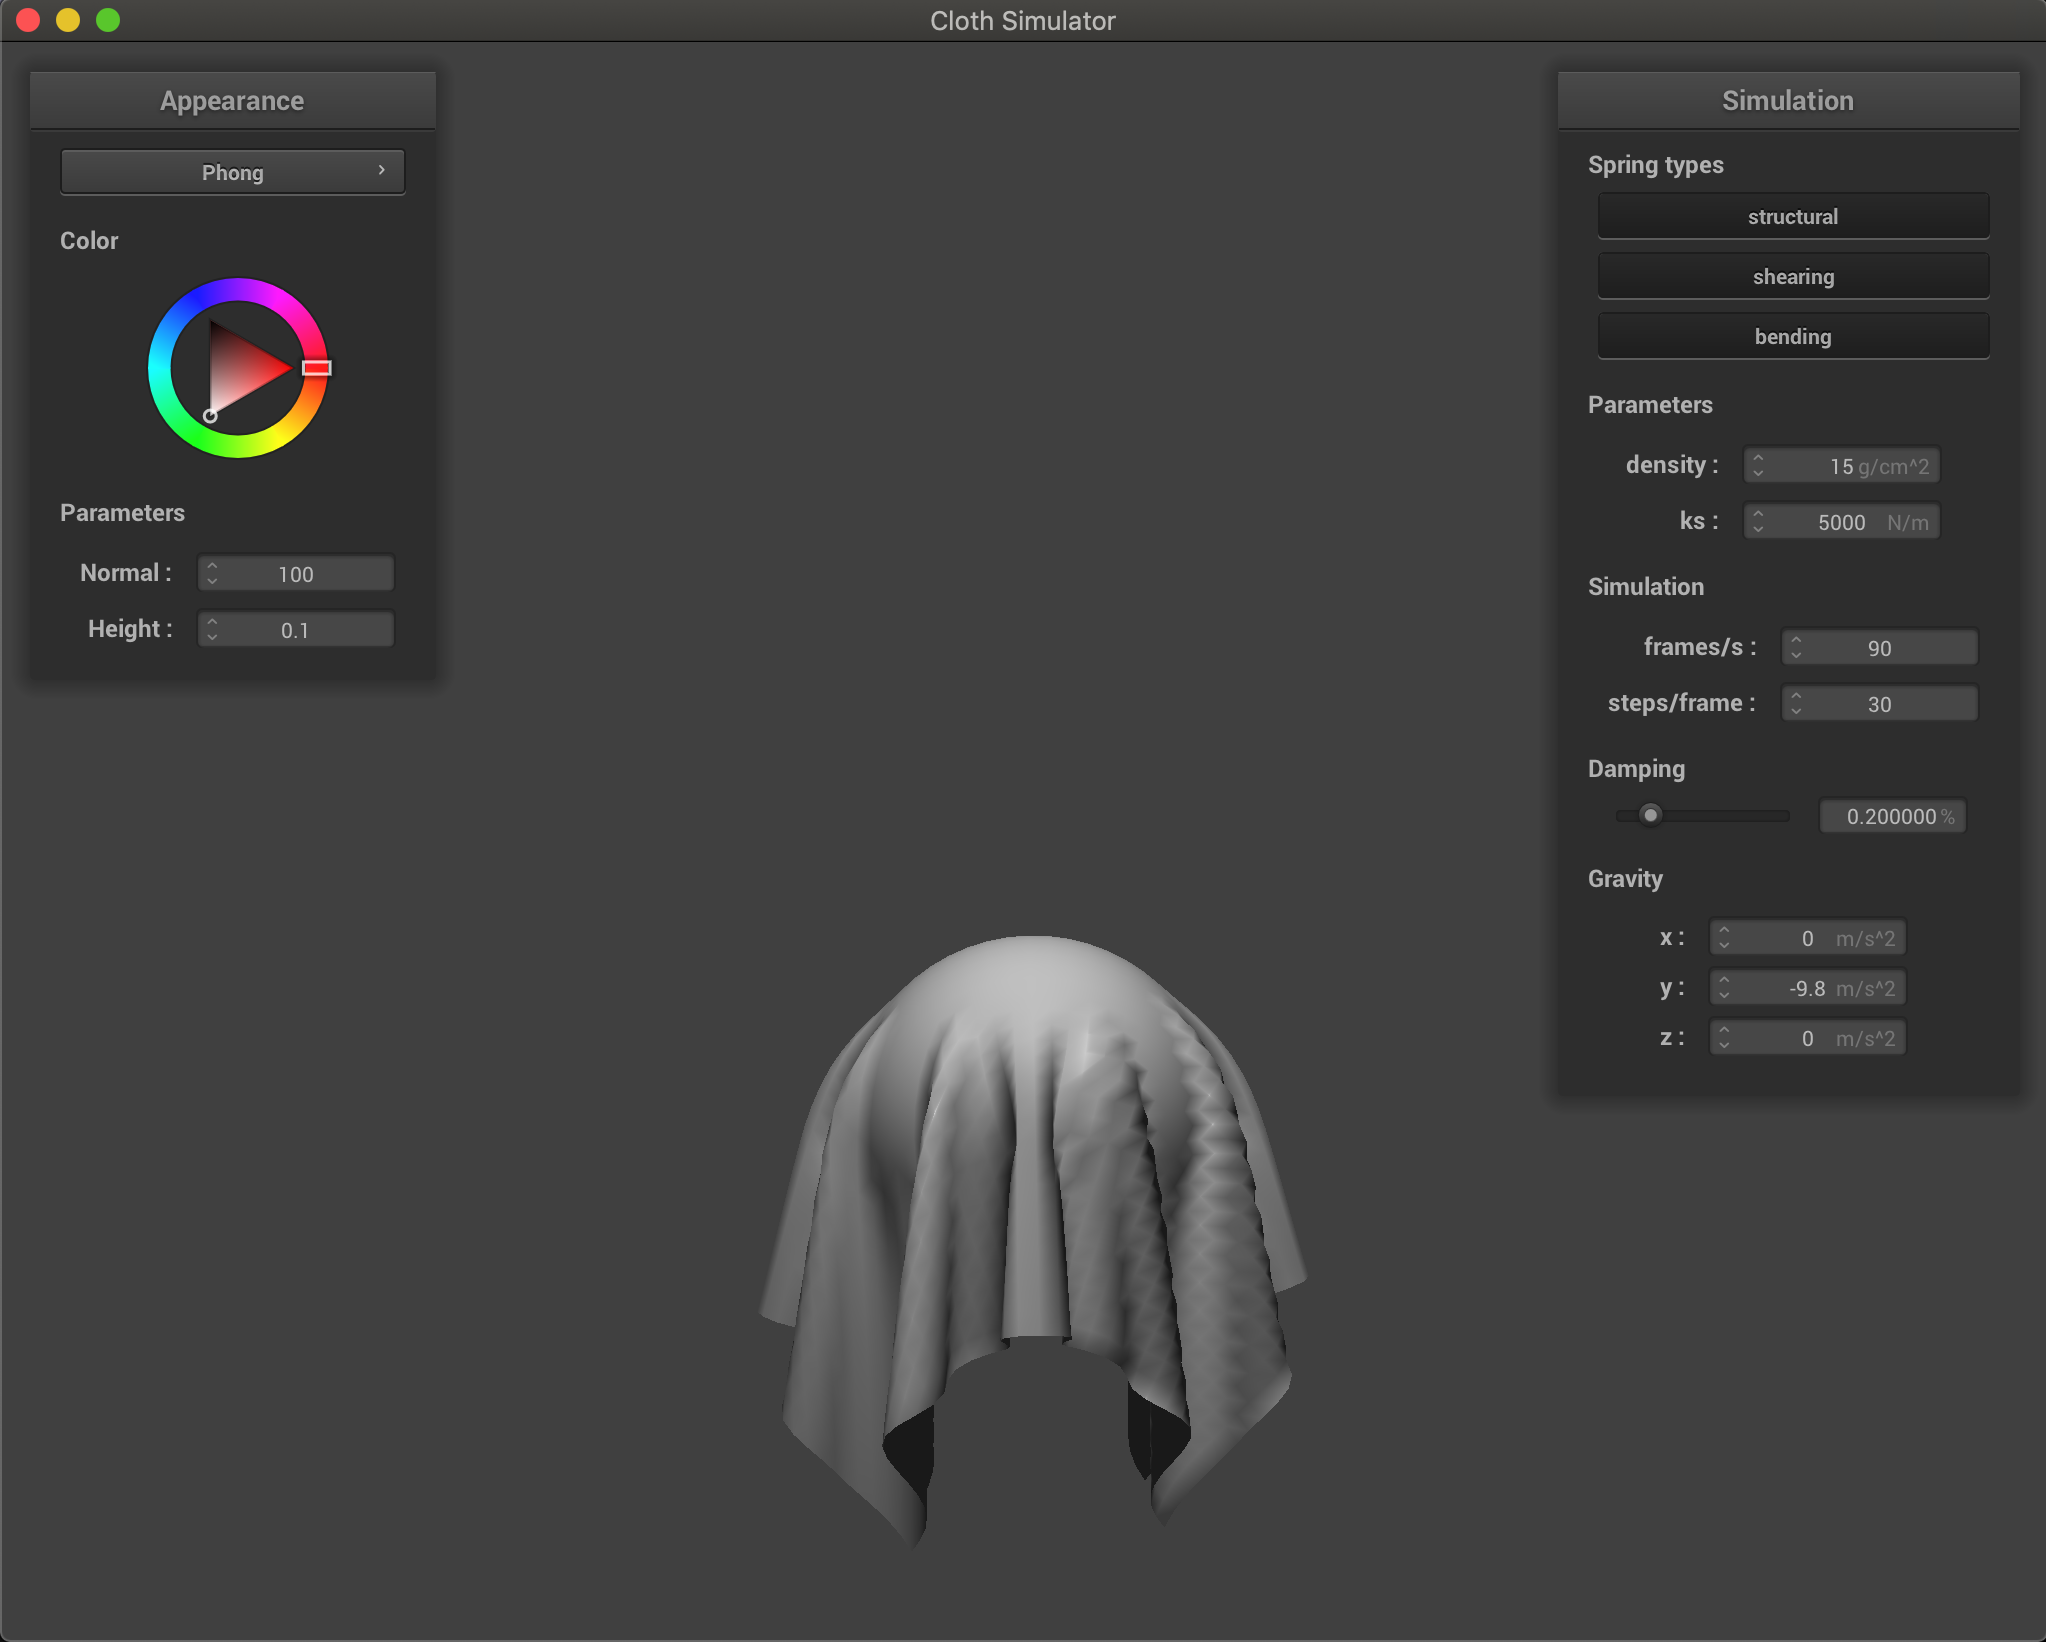 Cloth Simulator
Appearance
Phong
Color
Parameters
Normal : 100
Height : 0.1
Simulation
Spring types
structural
shearing
bending
Parameters
density : 15 g/cm^2
ks : 5000 N/m
Simulation
frames/s : 90
steps/frame : 30
Damping
0.200000 %
Gravity
x : 0 m/s^2
y : -9.8 m/s^2
z : 0 m/s^2